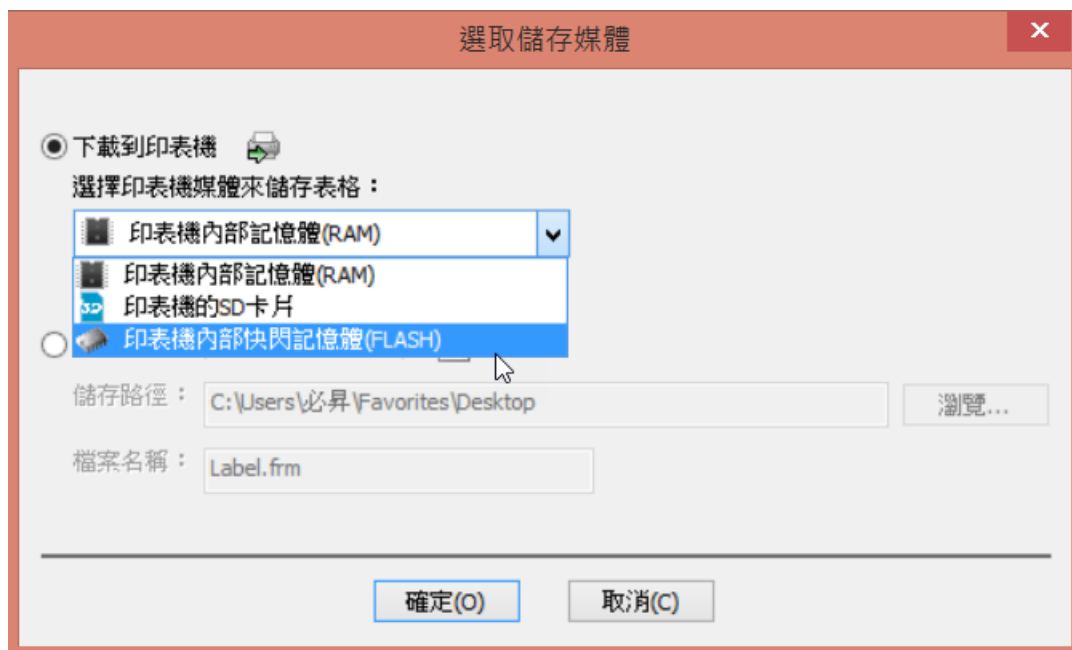 選取儲存媒體
下載到印表機
選擇印表機媒體來儲存表格：
印表機內部記憶體(RAM)
印表機內部記憶體(RAM)
印表機的SD卡片
印表機內部快閃記憶體(FLASH)
儲存路徑： C:\Users\必昇\Favorites\Desktop 瀏覽...
檔案名稱： Label.frm
確定(O) 取消(C)